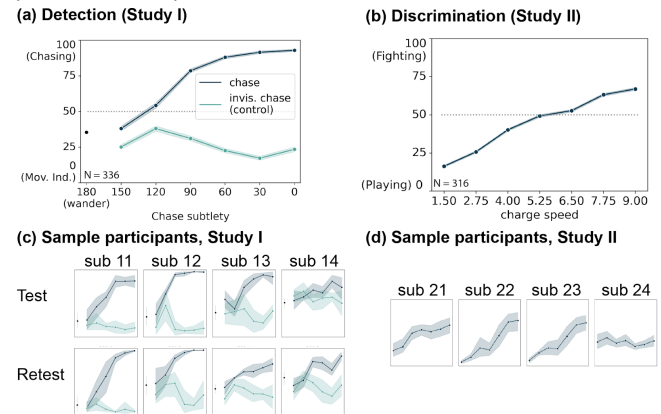 (a) Detection (Study I)
100
(Chasing)
75
50
25
0
(Mov. Ind.)
N = 336
chase
invis. chase
(control)
180 150 120 90 60 30 0
(wander)
Chase subtlety
(b) Discrimination (Study II)
100
(Fighting)
75
50
25
(Playing) 0
N = 316
1.50 2.75 4.00 5.25 6.50 7.75 9.00
charge speed
(c) Sample participants, Study I
sub 11 sub 12 sub 13 sub 14
Test
Retest
(d) Sample participants, Study II
sub 21 sub 22 sub 23 sub 24